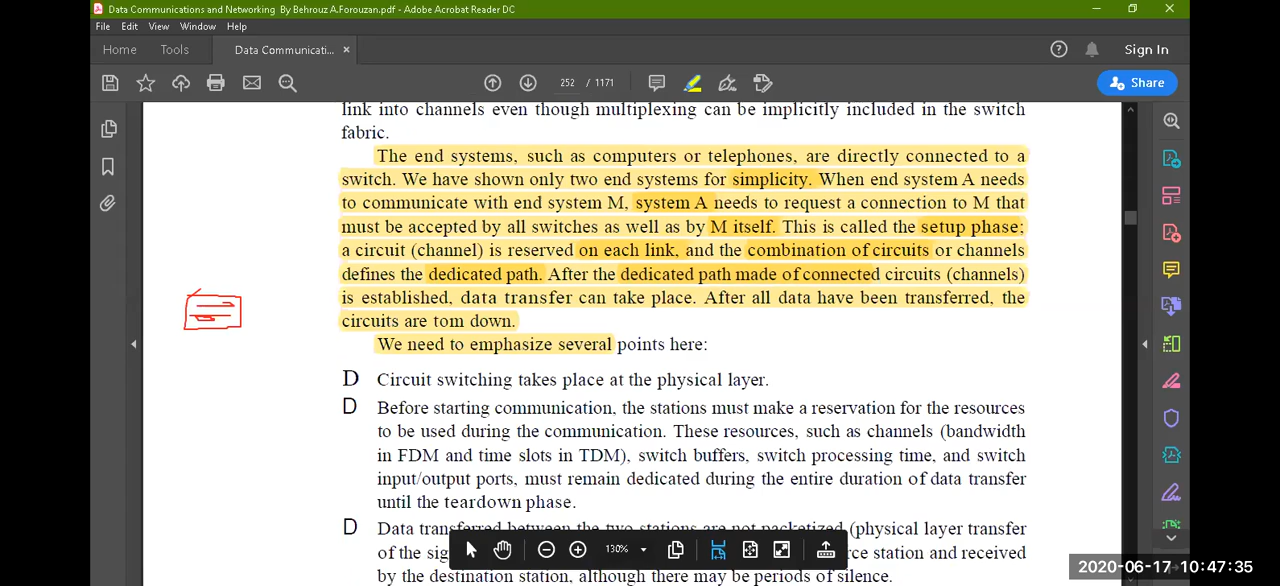 Data Communications and Networking By Behrouz A.Forouzan.pdf - Adobe Acrobat Reader DC
File Edit View Window Help
Home Tools Data Communicati... × Sign In
252 / 1171 Share
link into channels even though multiplexing can be implicitly included in the switch
fabric.
The end systems, such as computers or telephones, are directly connected to a
switch. We have shown only two end systems for simplicity. When end system A needs
to communicate with end system M, system A needs to request a connection to M that
must be accepted by all switches as well as by M itself. This is called the setup phase;
a circuit (channel) is reserved on each link, and the combination of circuits or channels
defines the dedicated path. After the dedicated path made of connected circuits (channels)
is established, data transfer can take place. After all data have been transferred, the
circuits are tom down.
We need to emphasize several points here:
D Circuit switching takes place at the physical layer.
D Before starting communication, the stations must make a reservation for the resources
to be used during the communication. These resources, such as channels (bandwidth
in FDM and time slots in TDM), switch buffers, switch processing time, and switch
input/output ports, must remain dedicated during the entire duration of data transfer
until the teardown phase.
D Data transferred between the two stations are not packetized (physical layer transfer
of the rce station and received
by the destination station, although there may be periods of silence.
130%
2020-06-17 10:47:35